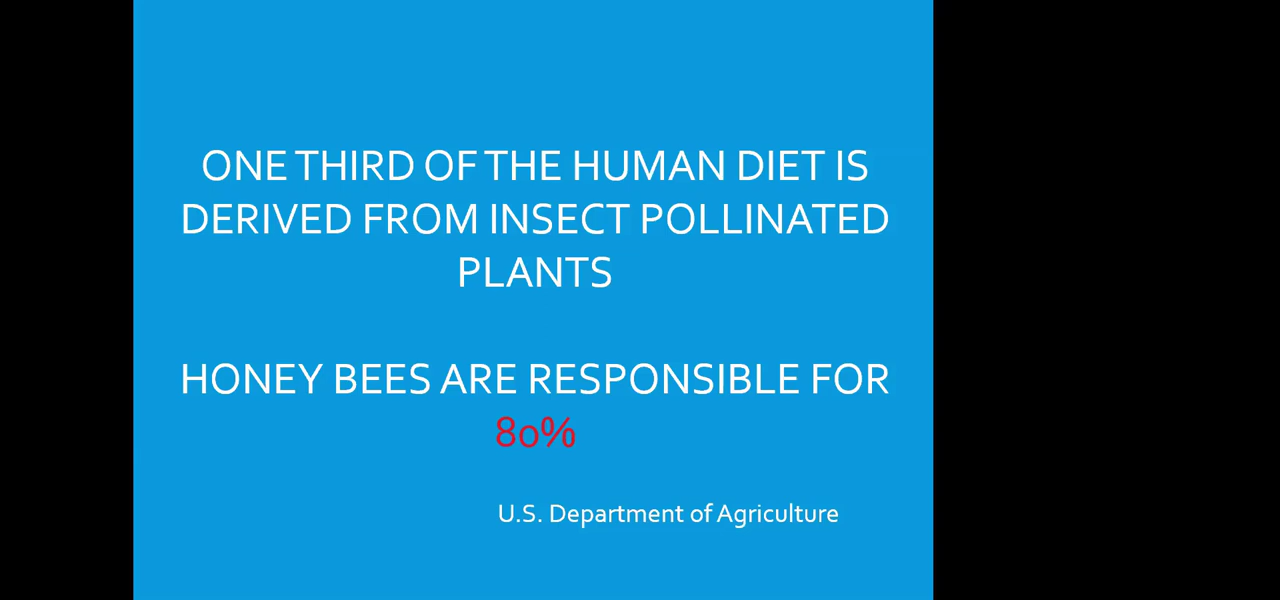 ONE THIRD OF THE HUMAN DIET IS
DERIVED FROM INSECT POLLINATED
PLANTS
HONEY BEES ARE RESPONSIBLE FOR
80%
U.S. Department of Agriculture